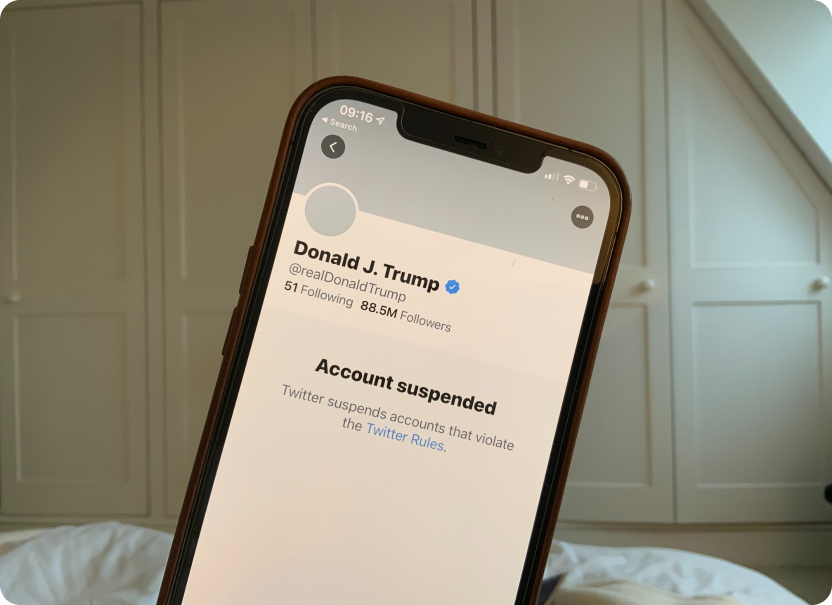 09:16
Search
Donald J. Trump
@realDonaldTrump
51 Following 88.5M Followers
Account suspended
Twitter suspends accounts that violate
the Twitter Rules.